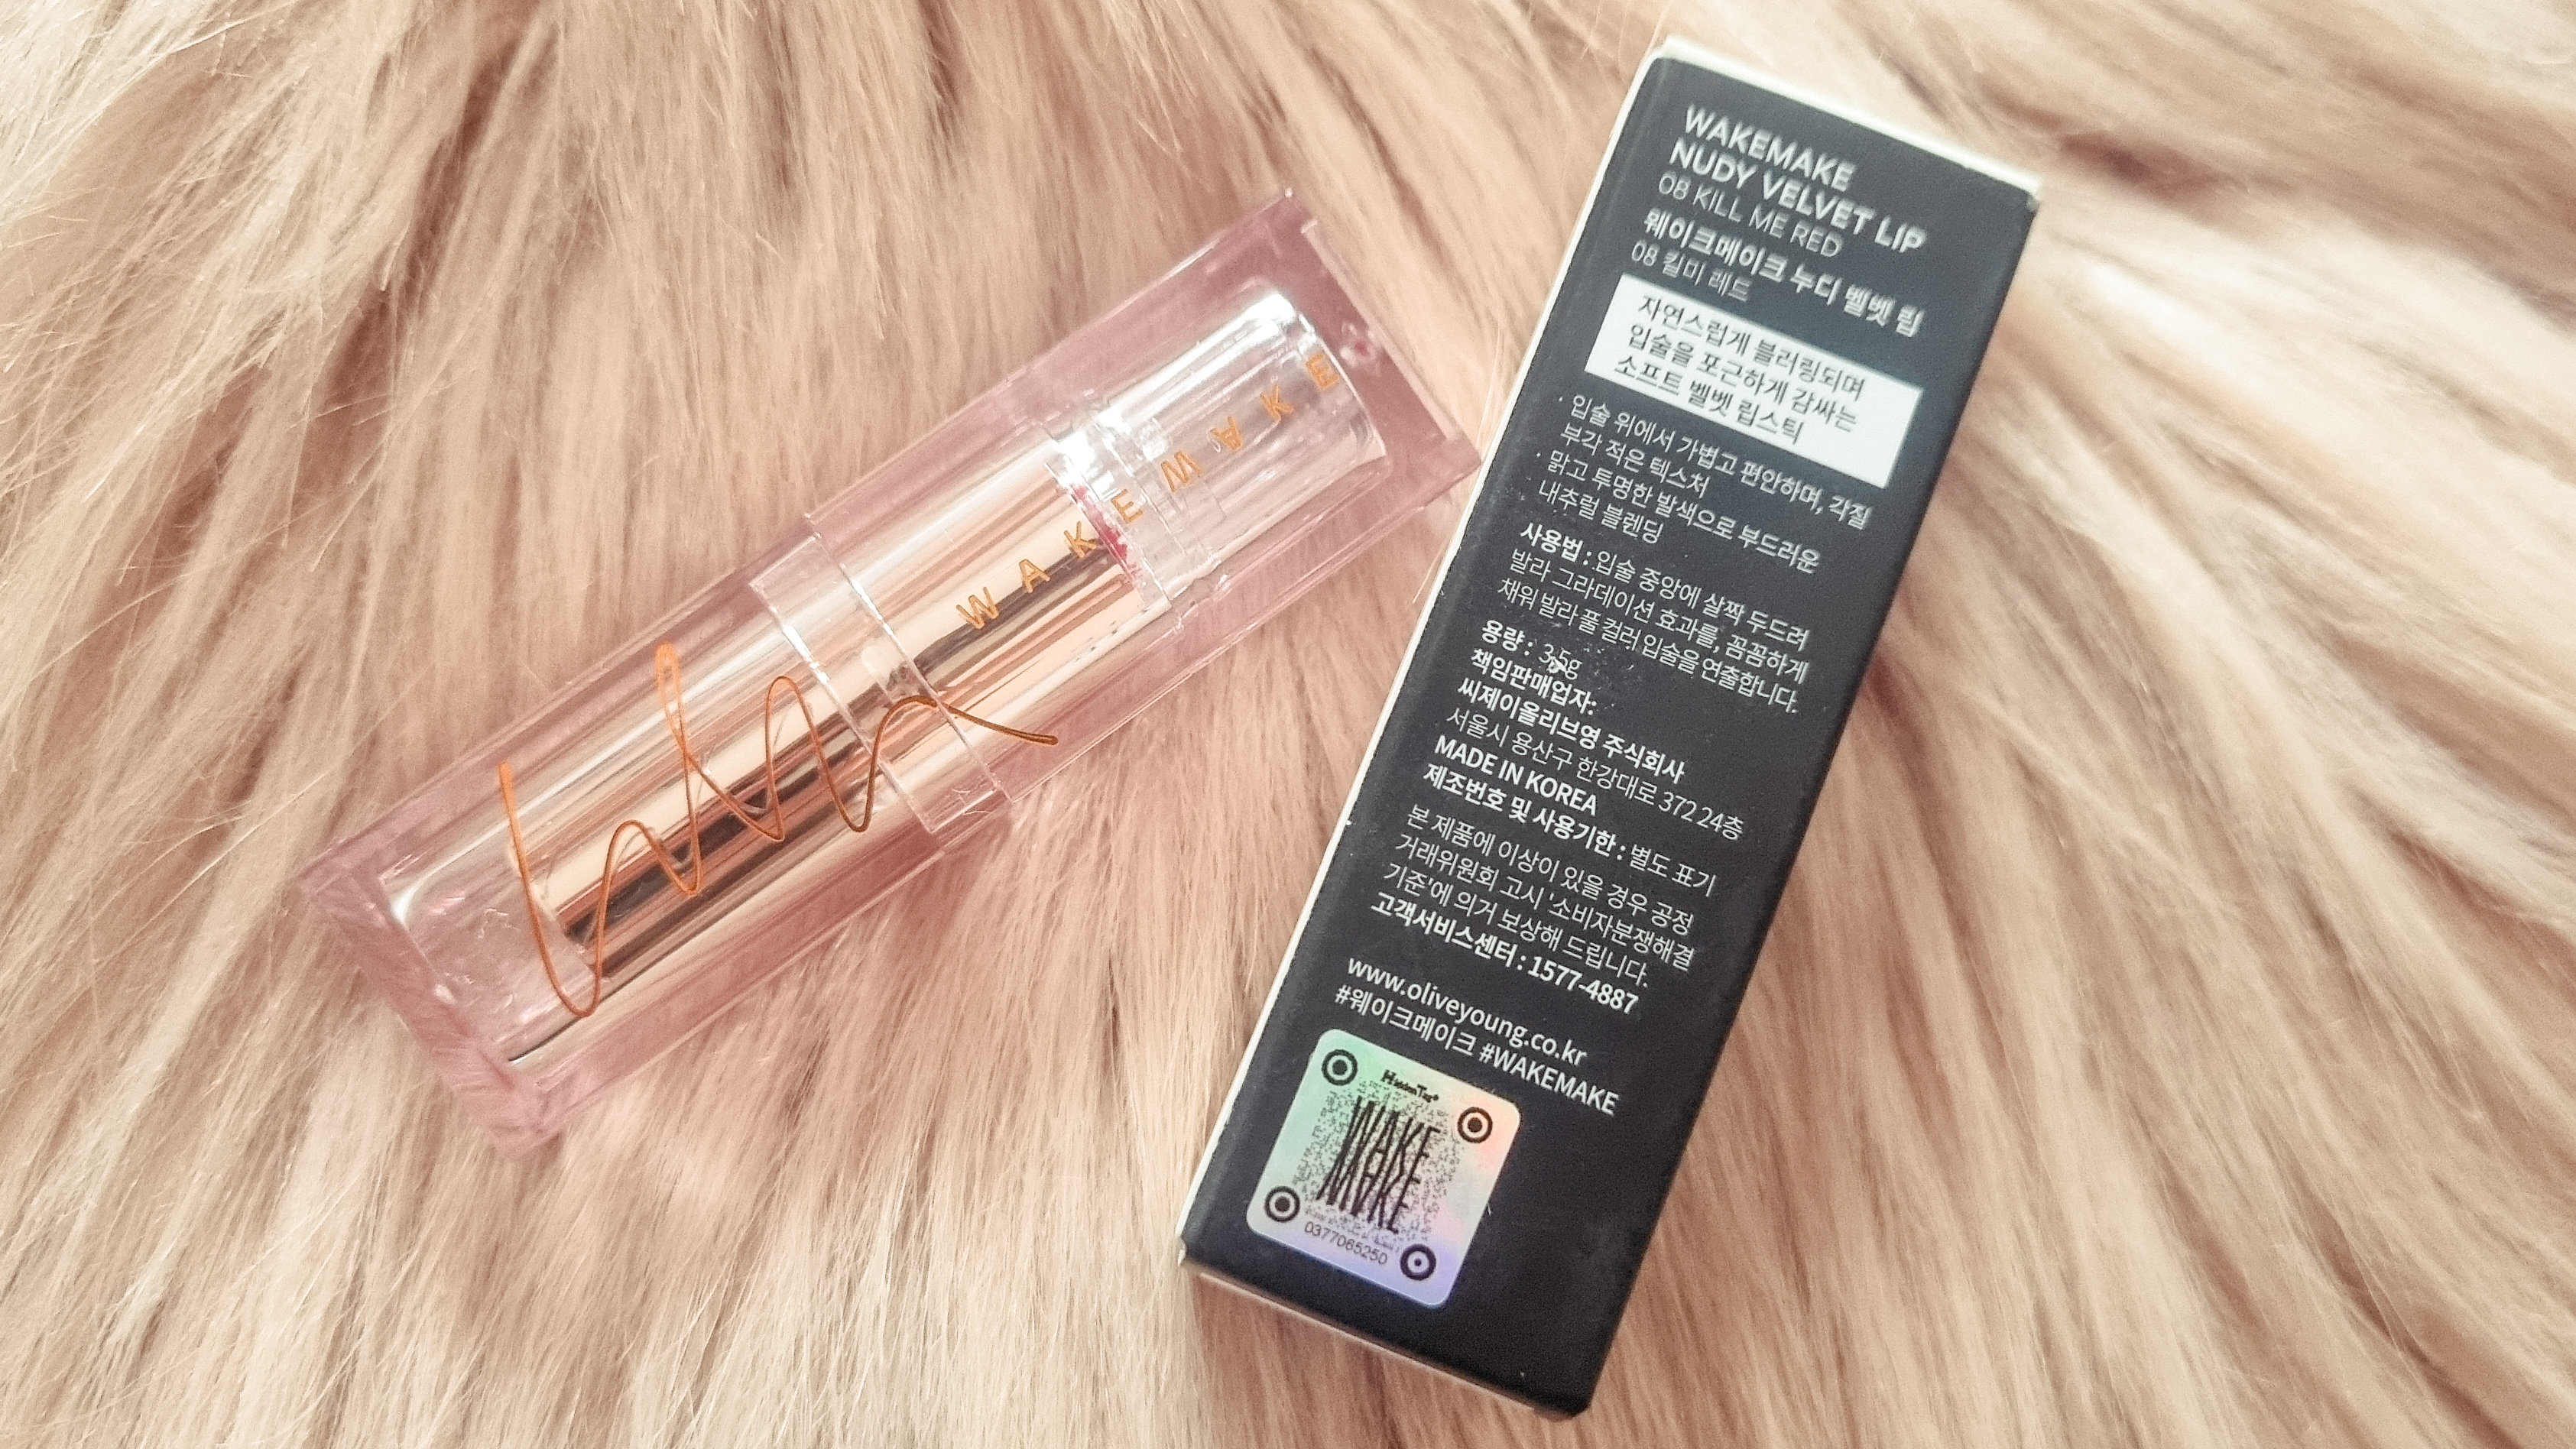 WAKEMAKE
WAKEMAKE
NUDY VELVET LIP
08 KILL ME RED
웨이크메이크 누디 벨벳 립
08 킬미 레드
자연스럽게 블러링되며
입술을 포근하게 감싸는
소프트 벨벳 립스틱
· 입술 위에서 가볍고 편안하며, 각질
부각 적은 텍스처
· 맑고 투명한 발색으로 부드러운
내추럴 블렌딩
사용법 : 입술 중앙에 살짝 두드려
발라 그라데이션 효과를, 꼼꼼하게
채워 발라 풀 컬러 입술을 연출합니다.
용량 : 3.5g
책임판매업자:
씨제이올리브영 주식회사
서울시 용산구 한강대로 372 24층
MADE IN KOREA
제조번호 및 사용기한 : 별도 표기
본 제품에 이상이 있을 경우 공정
거래위원회 고시 '소비자분쟁해결
기준'에 의거 보상해 드립니다.
고객서비스센터 : 1577-4887
www.oliveyoung.co.kr
#웨이크메이크 #WAKEMAKE
HiddenTag®
WAKE
MAKE
0377065250